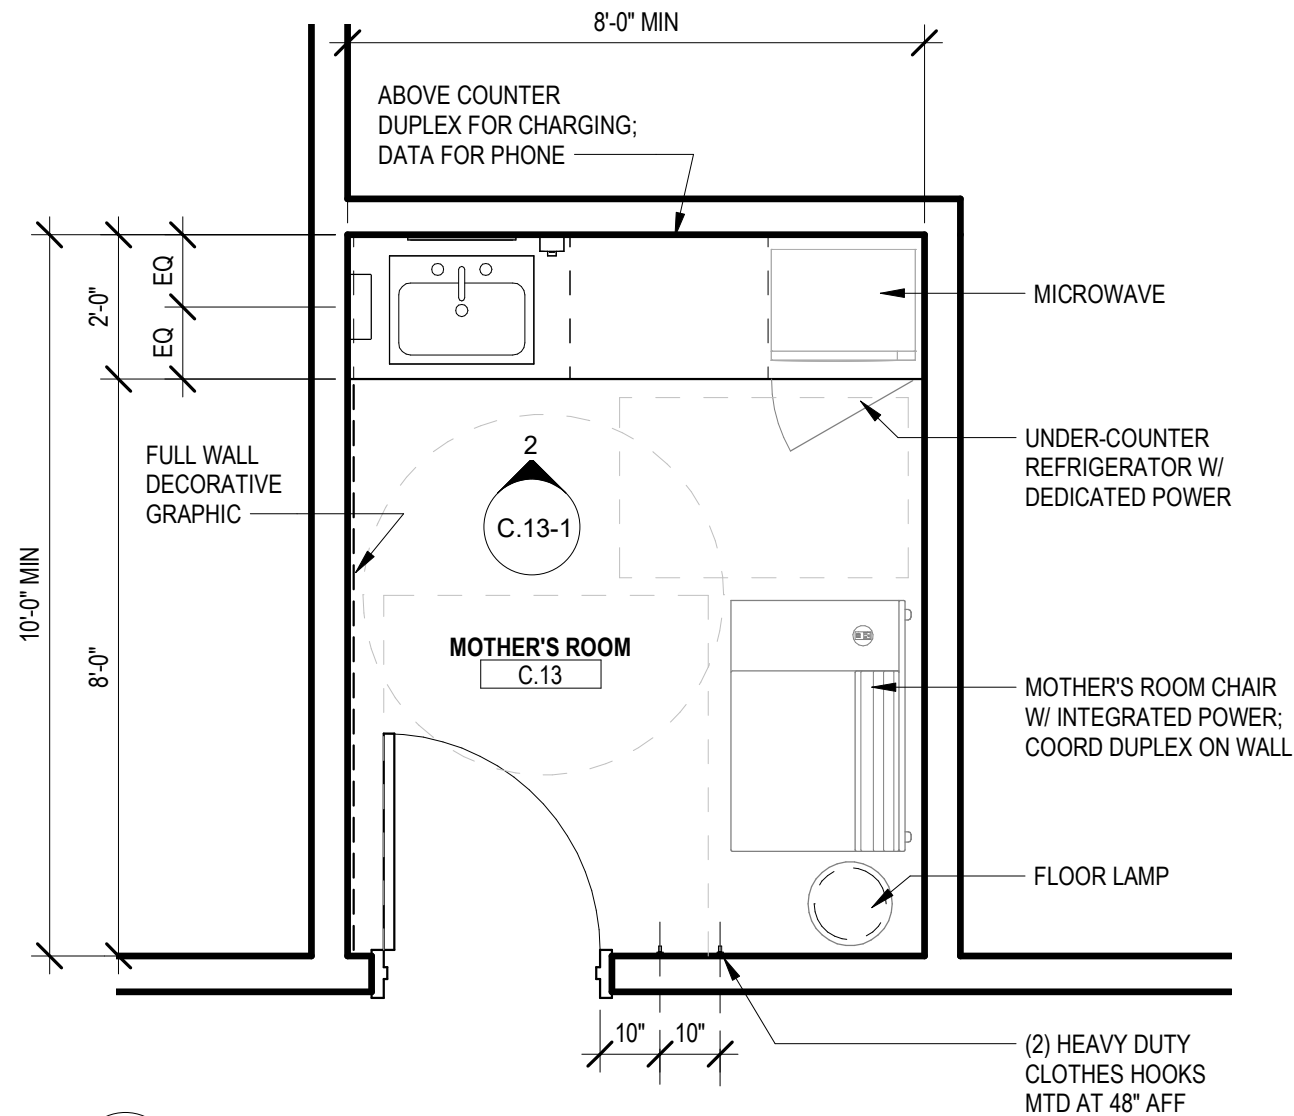 8'-0" MIN
ABOVE COUNTER
DUPLEX FOR CHARGING;
DATA FOR PHONE
EQ
2'-0"
EQ
MICROWAVE
UNDER-COUNTER
REFRIGERATOR W/
DEDICATED POWER
FULL WALL
DECORATIVE
GRAPHIC
2
C.13-1
10'-0" MIN
8'-0"
MOTHER'S ROOM
C.13
MOTHER'S ROOM CHAIR
W/ INTEGRATED POWER;
COORD DUPLEX ON WALL
FLOOR LAMP
10"
10"
(2) HEAVY DUTY
CLOTHES HOOKS
MTD AT 48" AFF